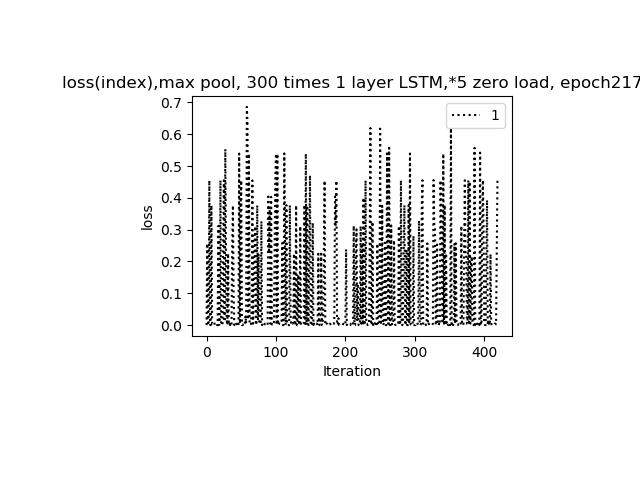 loss(index),max pool, 300 times 1 layer LSTM,*5 zero load, epoch217
0.7
0.6
0.5
0.4
0.3
0.2
0.1
0.0
loss
1
0 100 200 300 400
Iteration